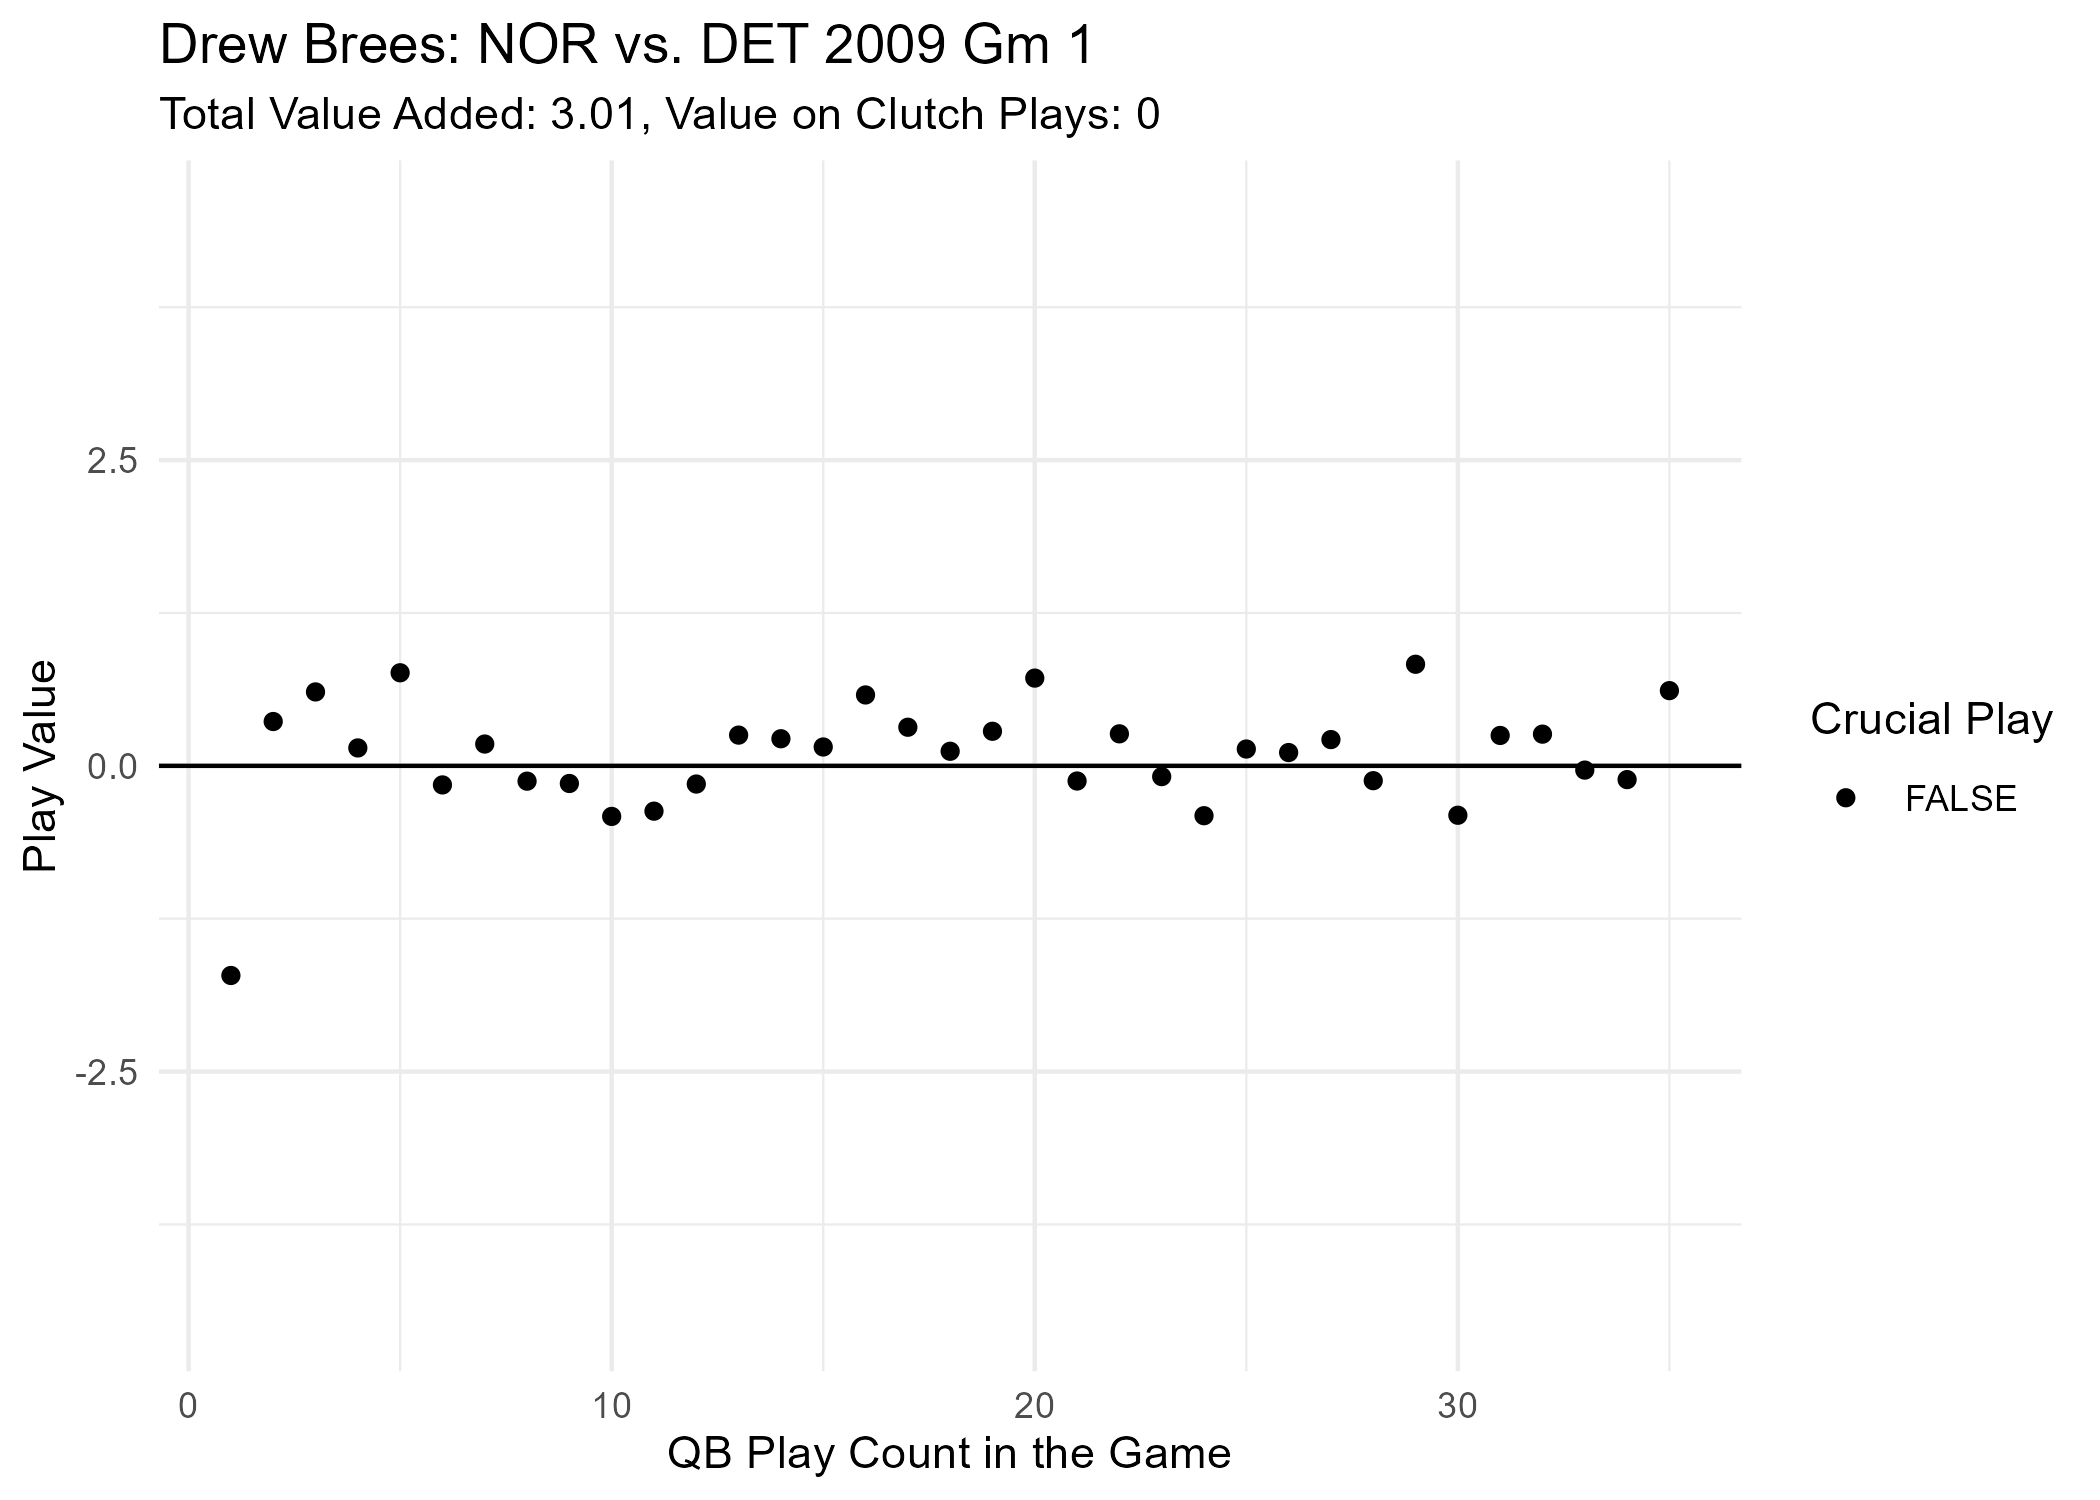 Drew Brees: NOR vs. DET 2009 Gm 1
Total Value Added: 3.01, Value on Clutch Plays: 0
Play Value
2.5
0.0
-2.5
0 10 20 30
QB Play Count in the Game
Crucial Play
FALSE